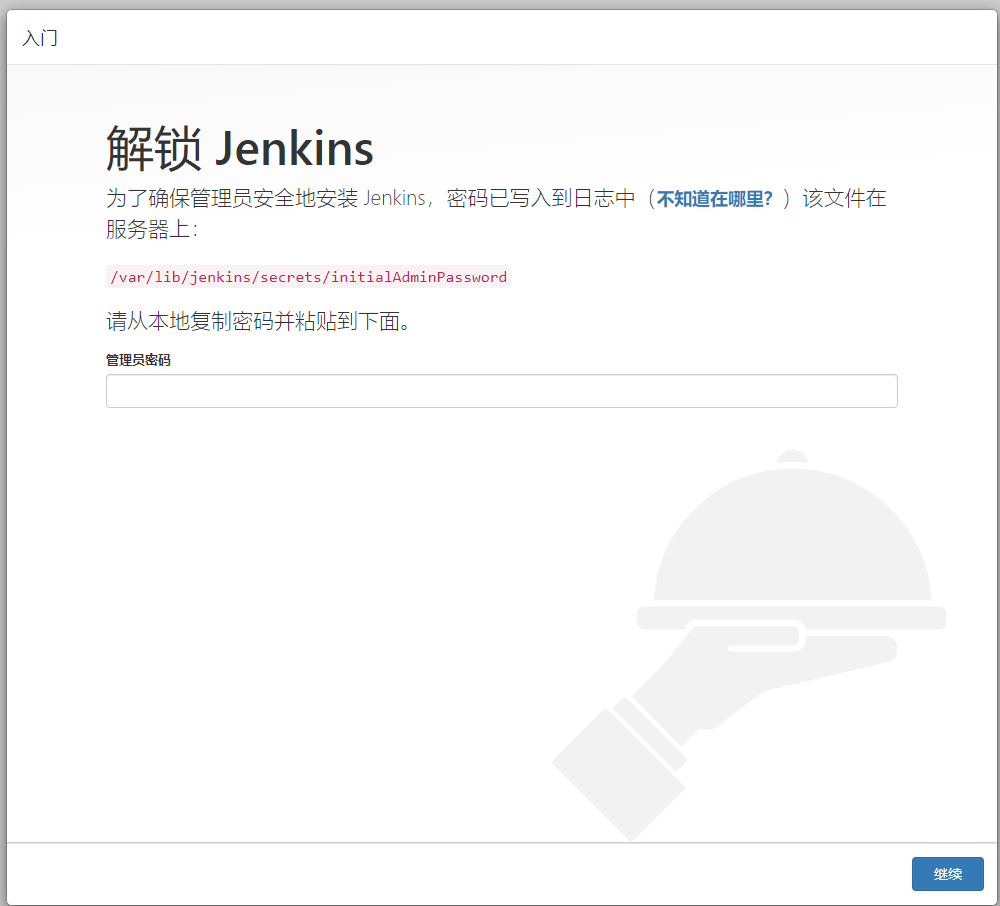 入门
解锁 Jenkins
为了确保管理员安全地安装 Jenkins，密码已写入到日志中（不知道在哪里？）该文件在
服务器上：
/var/lib/jenkins/secrets/initialAdminPassword
请从本地复制密码并粘贴到下面。
管理员密码
继续